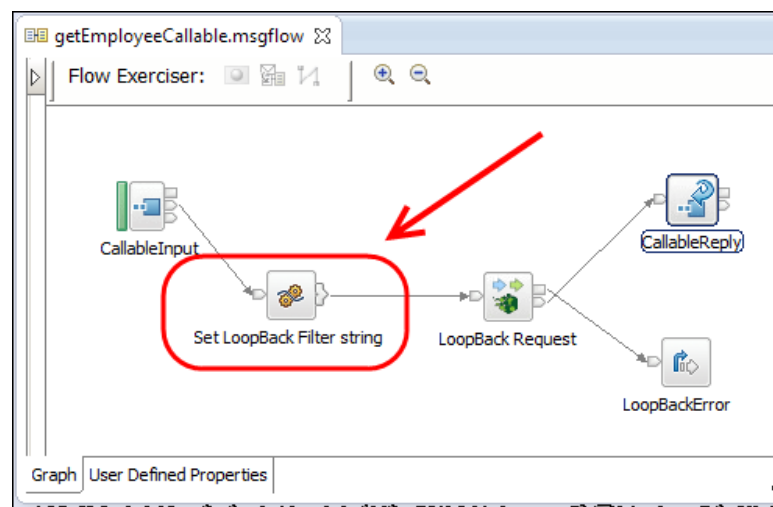 getEmployeeCallable.msgflow
Flow Exerciser:
CallableInput
CallableReply
Set LoopBack Filter string
LoopBack Request
LoopBackError
Graph
User Defined Properties